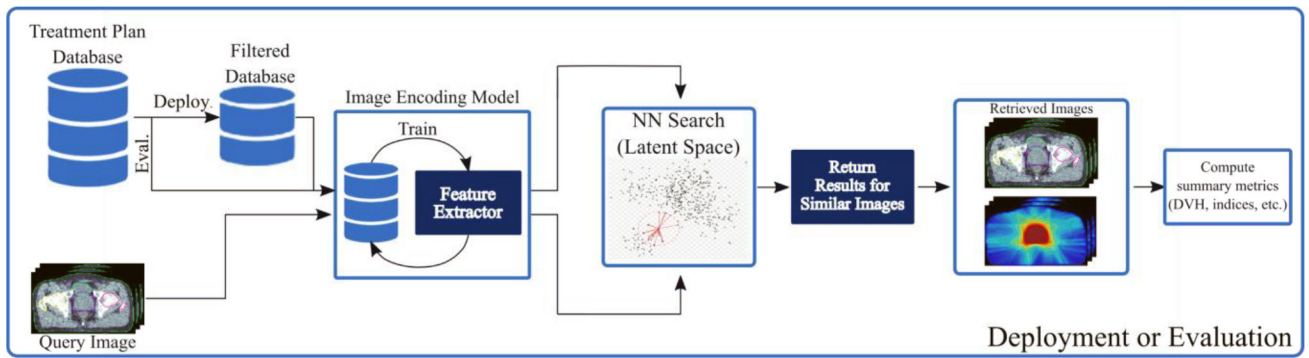 Treatment Plan
Database
Filtered
Database
Deploy.
Eval.
Image Encoding Model
Train
Feature
Extractor
Query Image
NN Search
(Latent Space)
Return
Results for
Similar Images
Retrieved Images
Compute
summary metrics
(DVH, indices, etc.)
Deployment or Evaluation